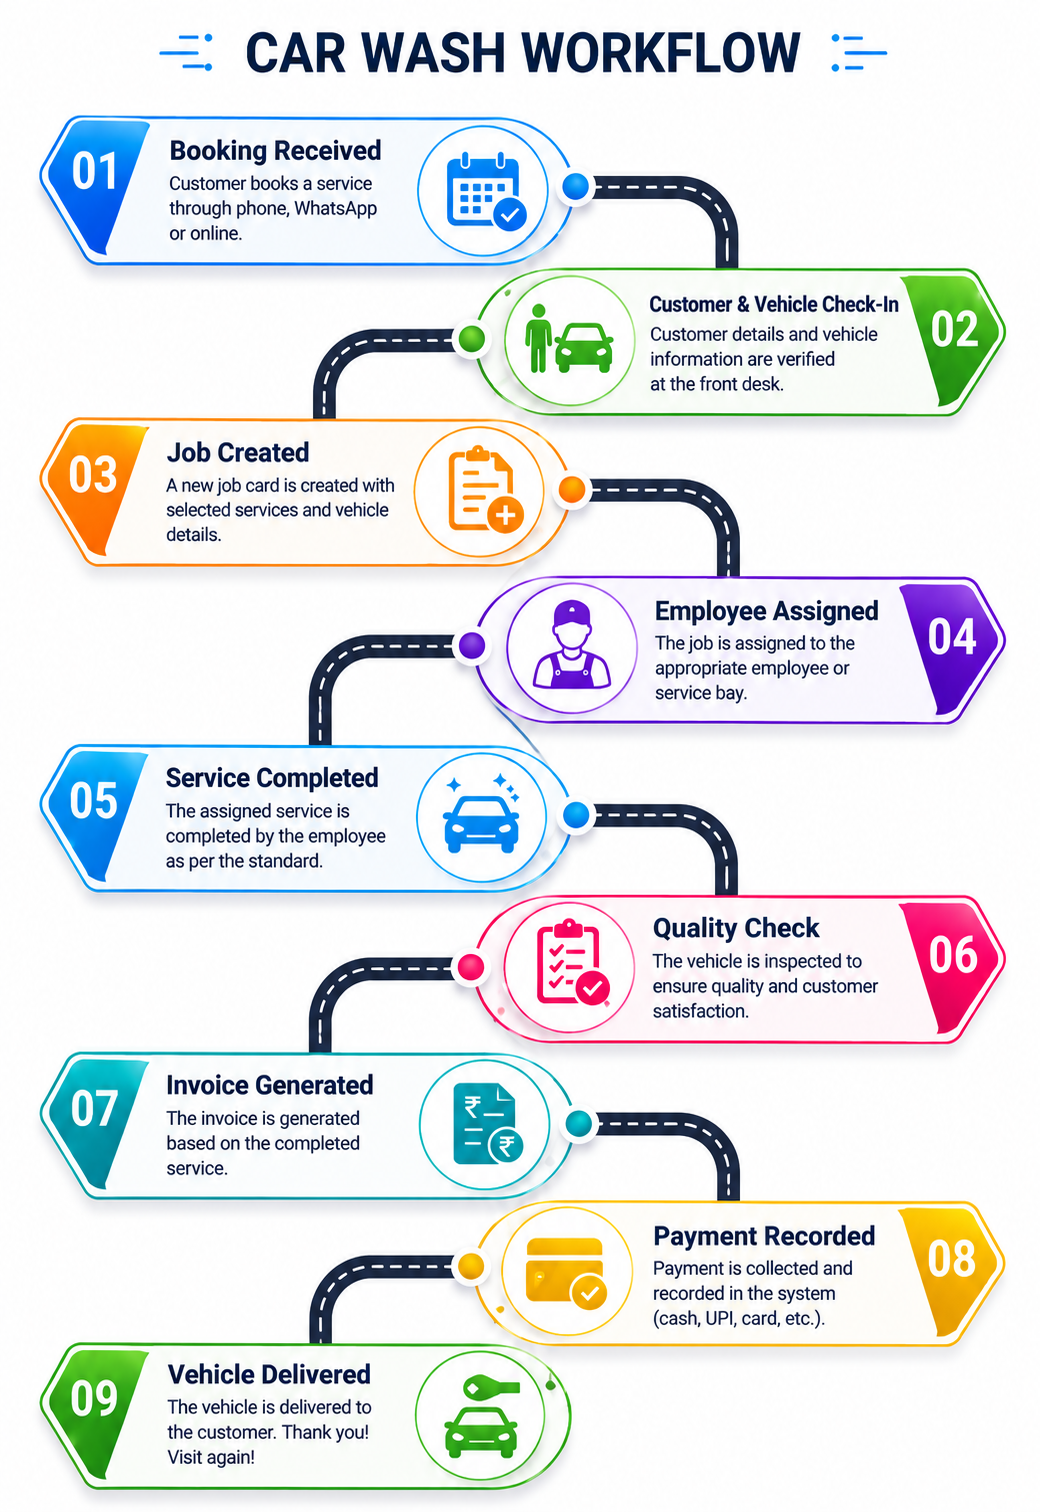 CAR WASH WORKFLOW
01
Booking Received
Customer books a service
through phone, WhatsApp
or online.
02
Customer & Vehicle Check-In
Customer details and vehicle
information are verified
at the front desk.
03
Job Created
A new job card is created with
selected services and vehicle
details.
04
Employee Assigned
The job is assigned to the
appropriate employee or
service bay.
05
Service Completed
The assigned service is
completed by the employee
as per the standard.
06
Quality Check
The vehicle is inspected to
ensure quality and customer
satisfaction.
07
Invoice Generated
The invoice is generated
based on the completed
service.
₹
₹
08
Payment Recorded
Payment is collected and
recorded in the system
(cash, UPI, card, etc.).
09
Vehicle Delivered
The vehicle is delivered to
the customer. Thank you!
Visit again!